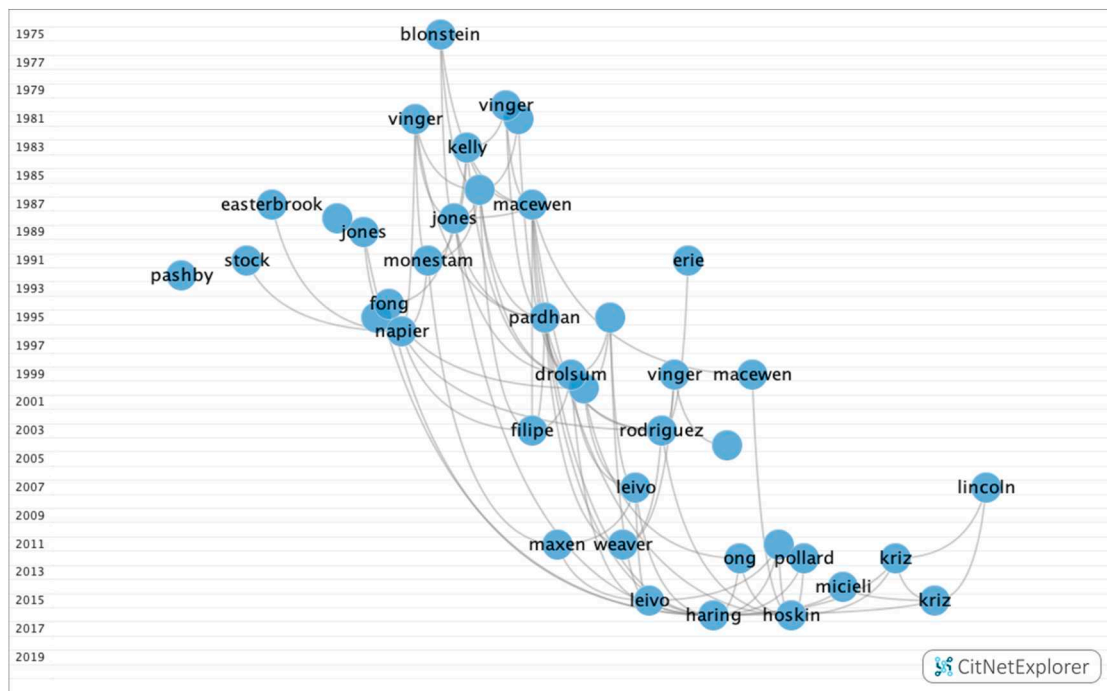 1975 blonstein
1977
1979 vinger
1981 vinger
1983 kelly
1985
1987 easterbrook macewen
jones
1989 jones
1991 stock monestam erie
pashby
1993
fong
1995 pardhan
napier
1997
1999 drolsum vinger macewen
2001
2003 filipe rodriguez
2005
2007 leivo lincoln
2009
2011 maxen weaver
ong pollard kriz
2013
micieli
2015 leivo kriz
haring hoskin
2017
2019
CitNetExplorer